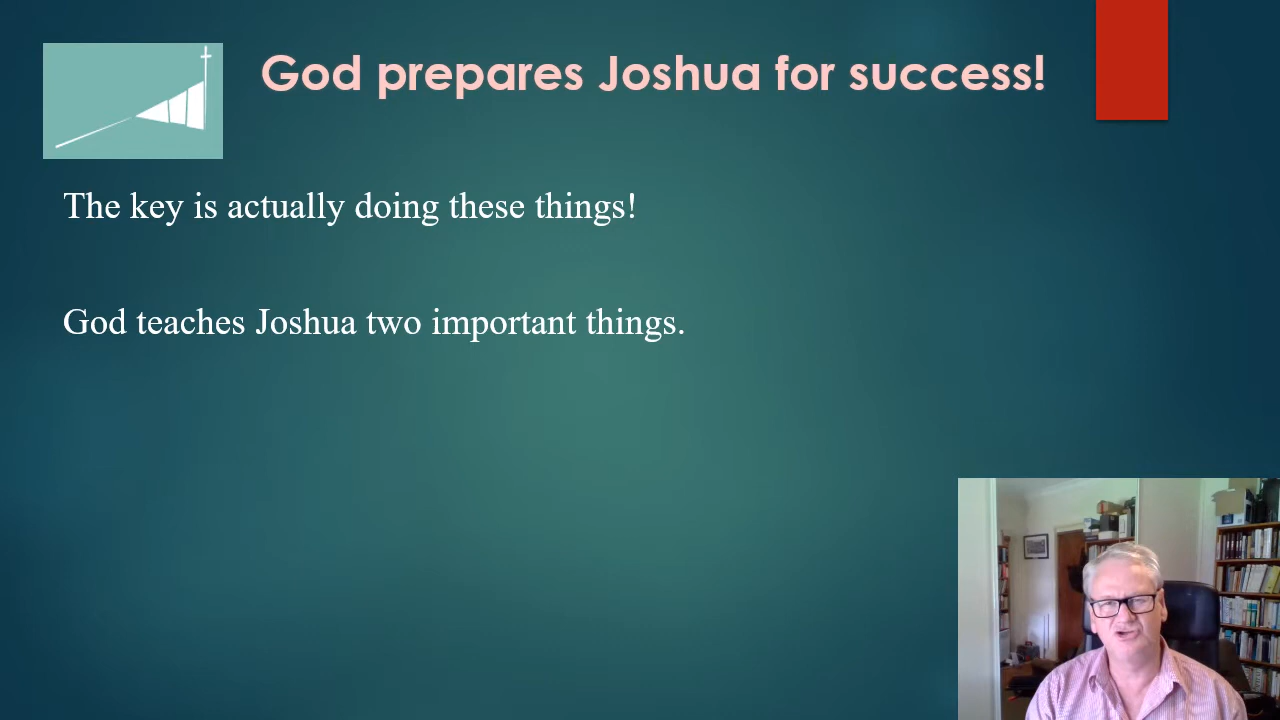 God prepares Joshua for success!
The key is actually doing these things!
God teaches Joshua two important things.